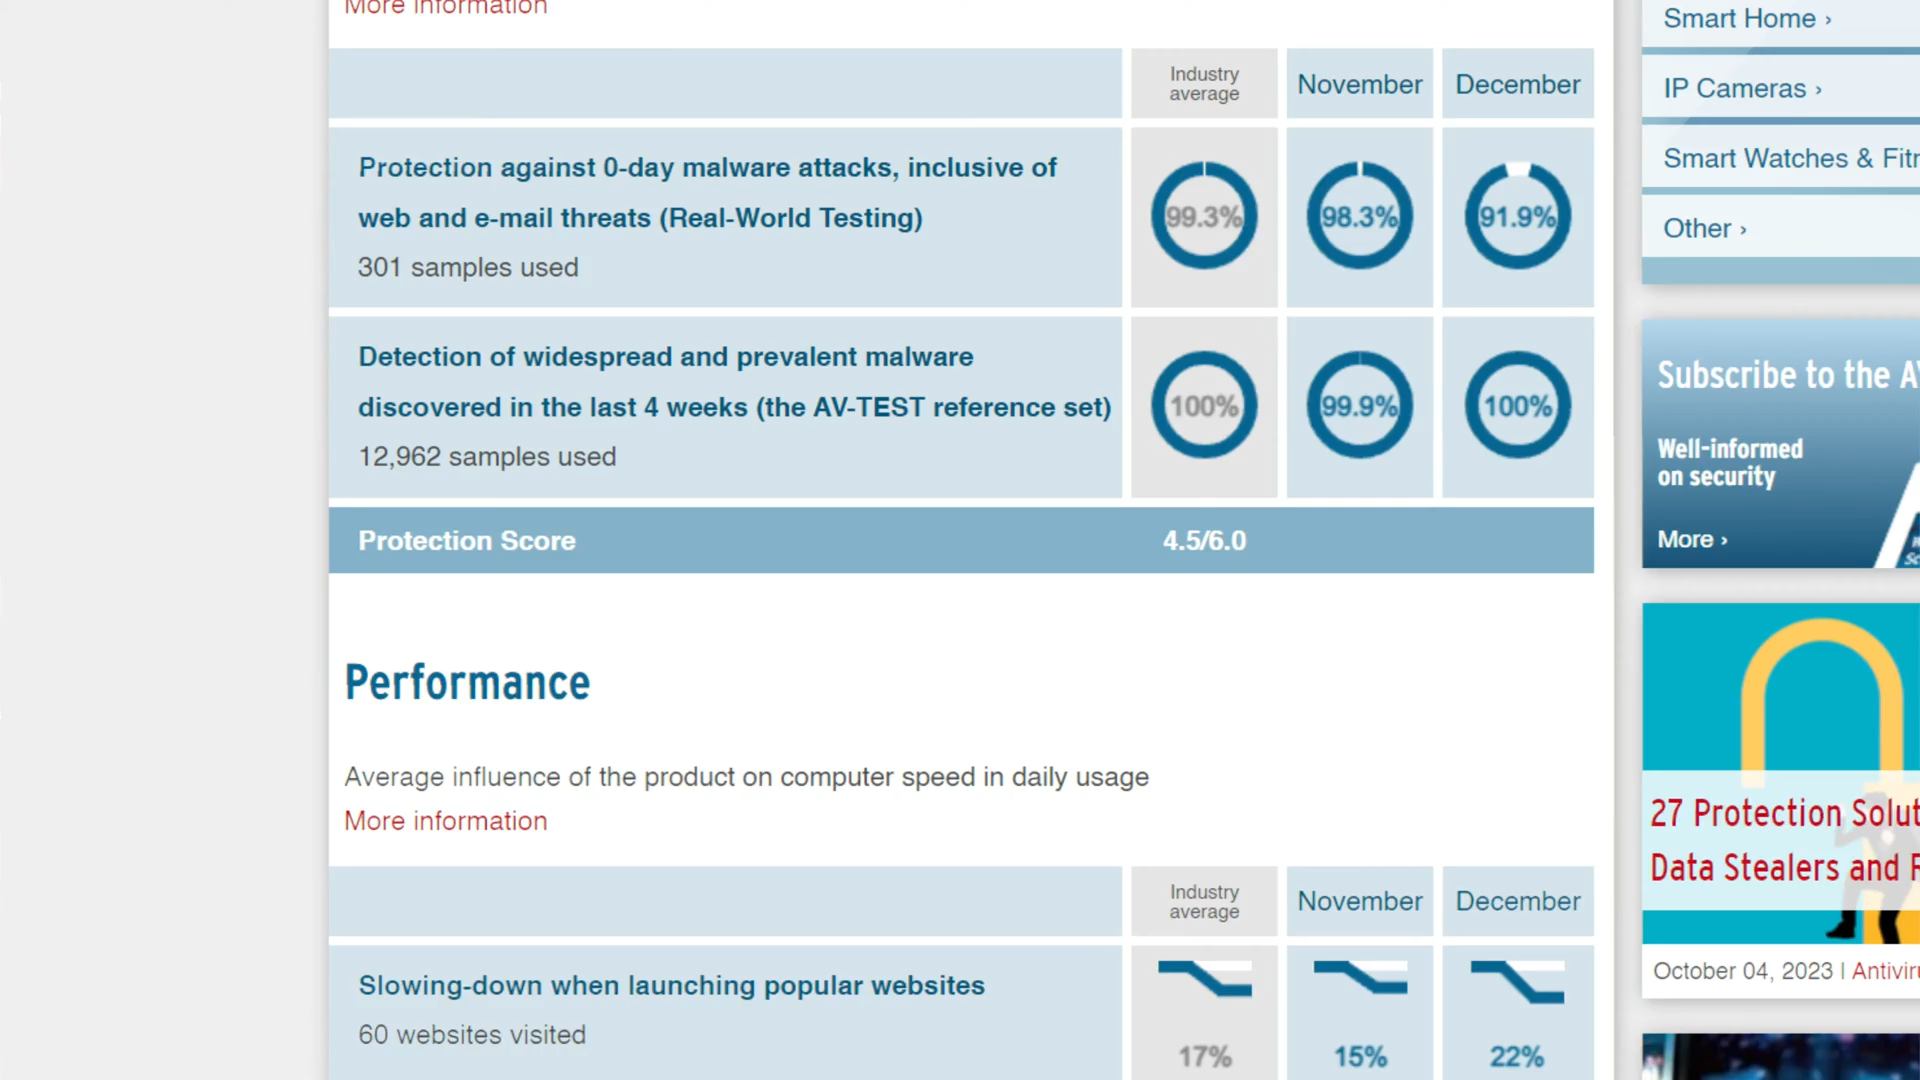 More information
Industry
average
November
December
Protection against 0-day malware attacks, inclusive of
web and e-mail threats (Real-World Testing)
301 samples used
99.3%
98.3%
91.9%
Detection of widespread and prevalent malware
discovered in the last 4 weeks (the AV-TEST reference set)
12,962 samples used
100%
99.9%
100%
Protection Score
4.5/6.0
Performance
Average influence of the product on computer speed in daily usage
More information
Industry
average
November
December
Slowing-down when launching popular websites
60 websites visited
17%
15%
22%
Smart Home ›
IP Cameras ›
Smart Watches & Fit
Other ›
Subscribe to the A
Well-informed
on security
More ›
27 Protection Solut
Data Stealers and
October 04, 2023 | Antivir